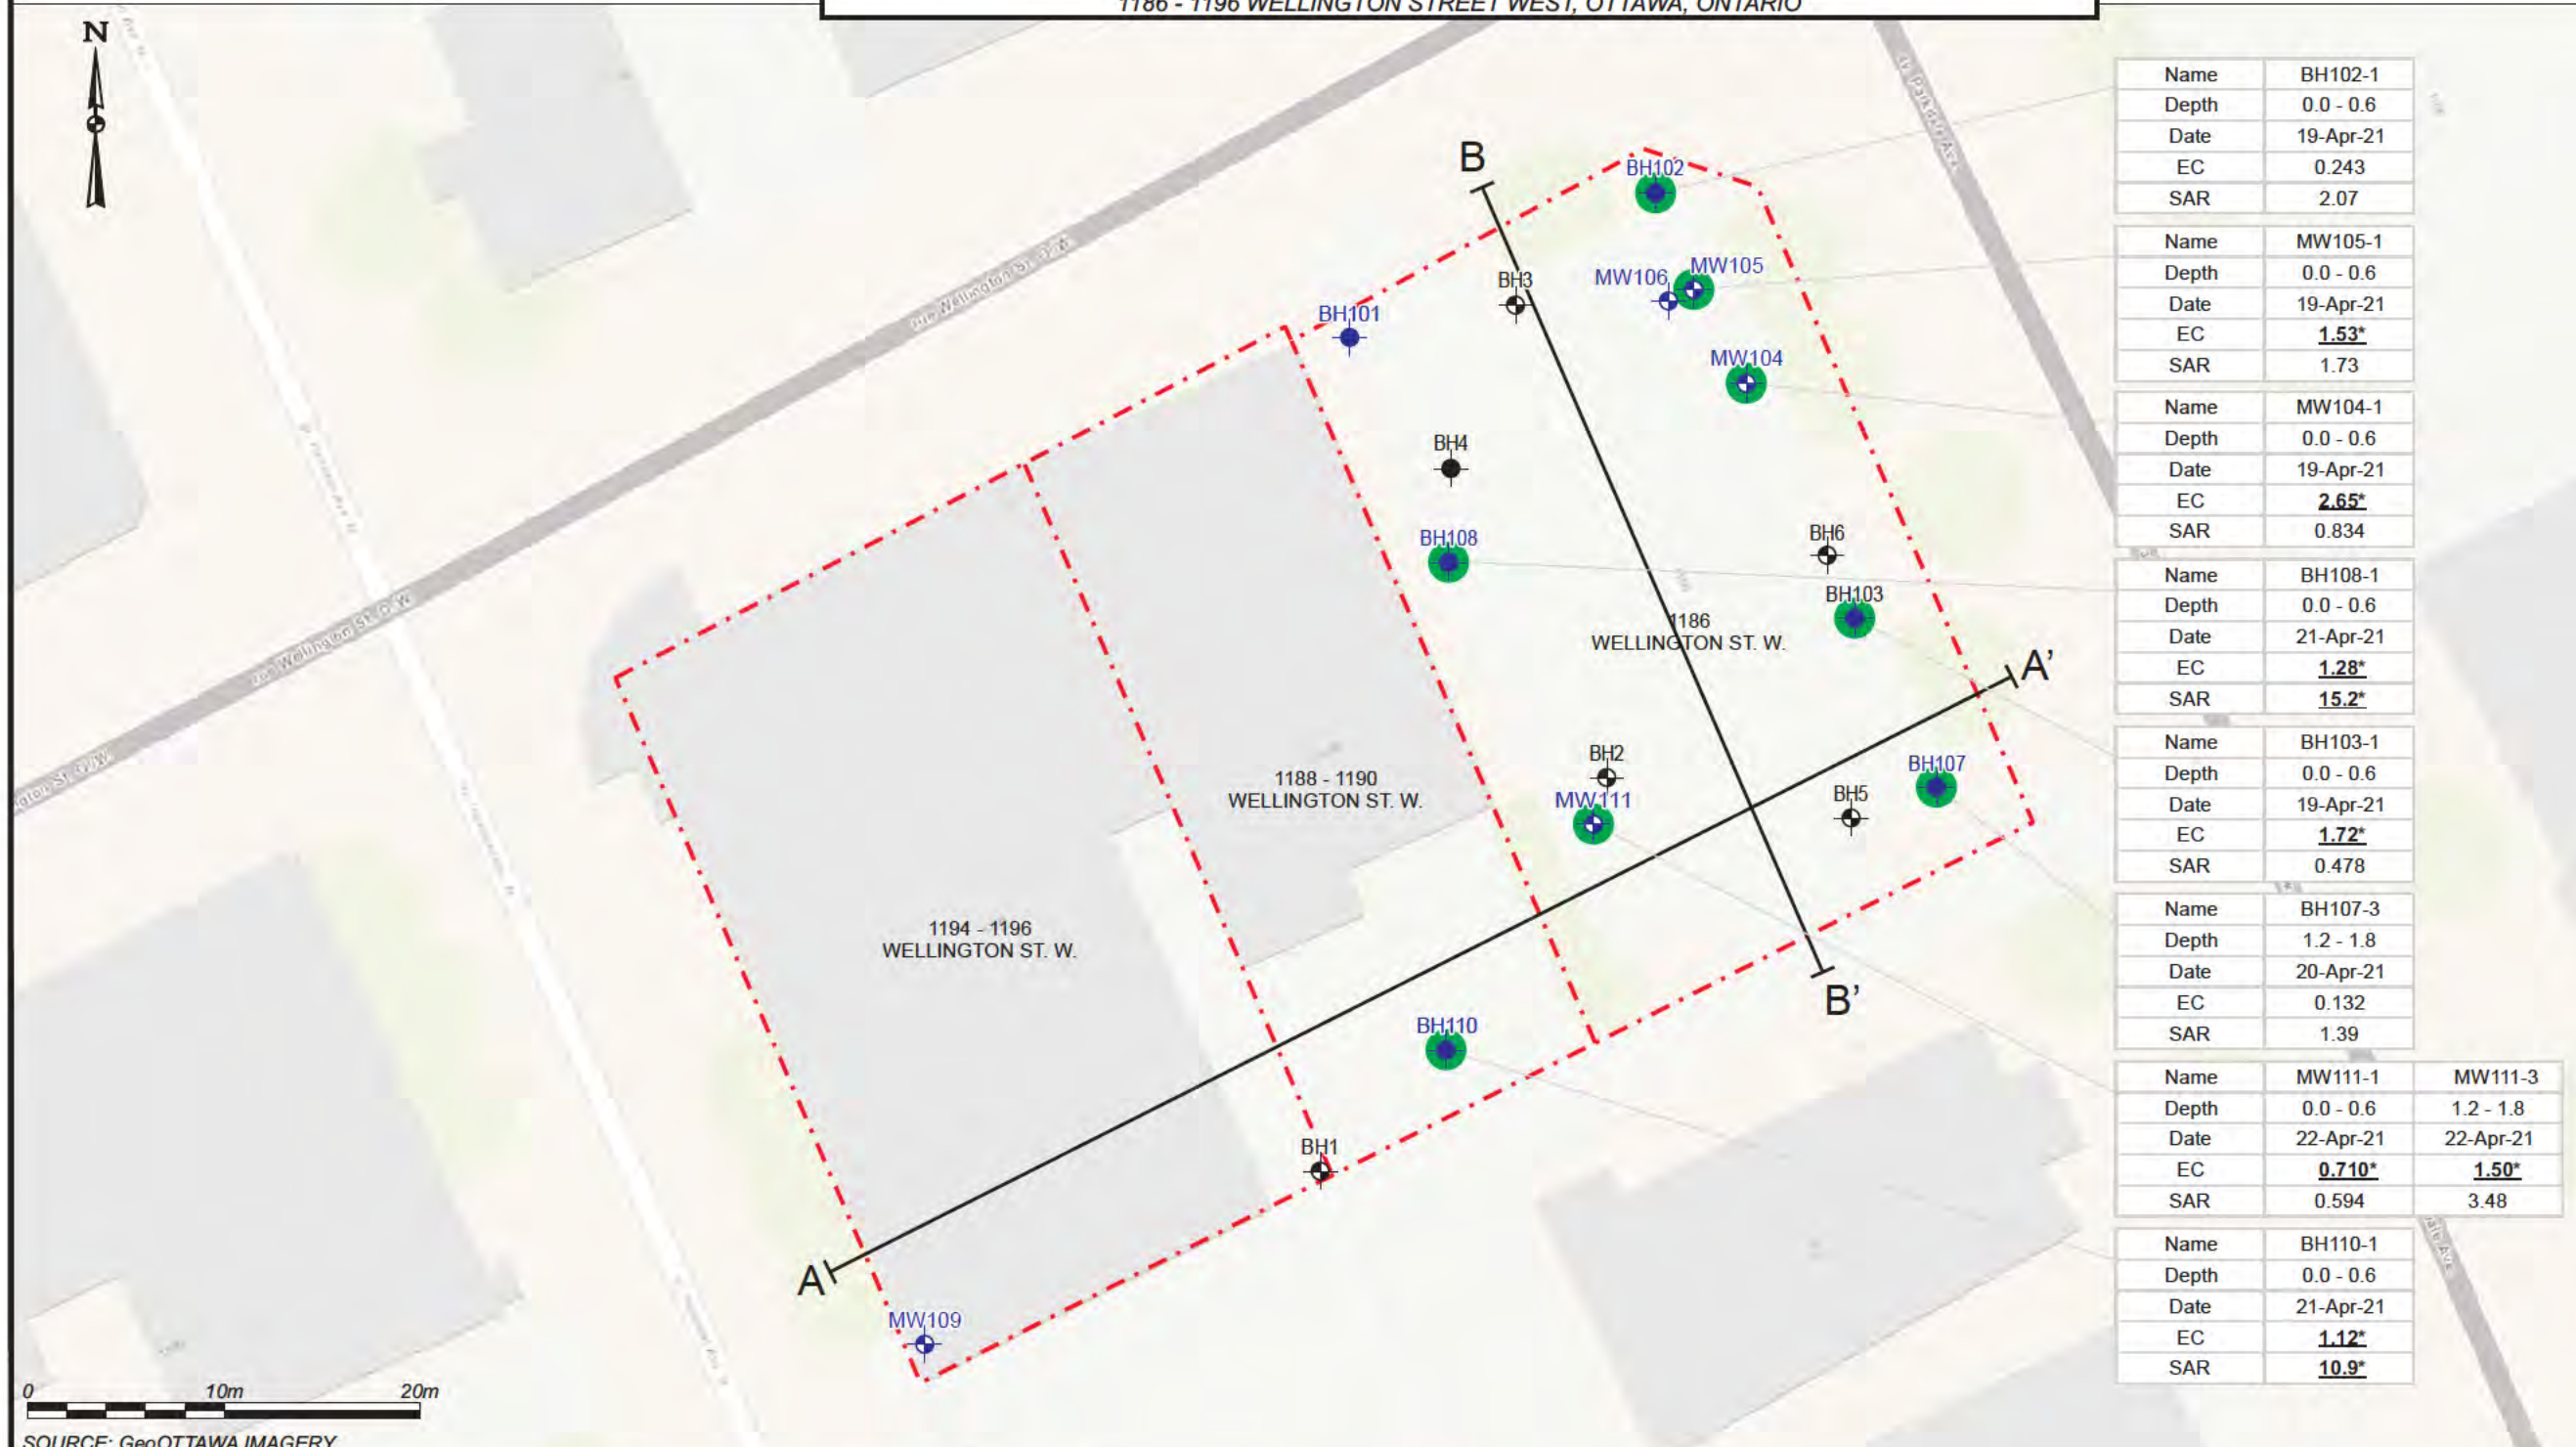 1186 - 1196 WELLINGTON STREET WEST, OTTAWA, ONTARIO
N
B
BH102
BH3
MW106
MW105
BH101
MW104
BH4
BH108
BH6
BH103
1186
WELLINGTON ST. W.
A'
BH2
BH107
MW111
BH5
1188 - 1190
WELLINGTON ST. W.
1194 - 1196
WELLINGTON ST. W.
B'
BH110
BH1
A
MW109
rue Wellington St. O./W.
rue Wellington St. O./W.
Name BH102-1
Depth 0.0 - 0.6
Date 19-Apr-21
EC 0.243
SAR 2.07
Name MW105-1
Depth 0.0 - 0.6
Date 19-Apr-21
EC 1.53*
SAR 1.73
Name MW104-1
Depth 0.0 - 0.6
Date 19-Apr-21
EC 2.65*
SAR 0.834
Name BH108-1
Depth 0.0 - 0.6
Date 21-Apr-21
EC 1.28*
SAR 15.2*
Name BH103-1
Depth 0.0 - 0.6
Date 19-Apr-21
EC 1.72*
SAR 0.478
Name BH107-3
Depth 1.2 - 1.8
Date 20-Apr-21
EC 0.132
SAR 1.39
Name MW111-1 MW111-3
Depth 0.0 - 0.6 1.2 - 1.8
Date 22-Apr-21 22-Apr-21
EC 0.710* 1.50*
SAR 0.594 3.48
Name BH110-1
Depth 0.0 - 0.6
Date 21-Apr-21
EC 1.12*
SAR 10.9*
0 10m 20m
SOURCE: GeoOTTAWA IMAGERY